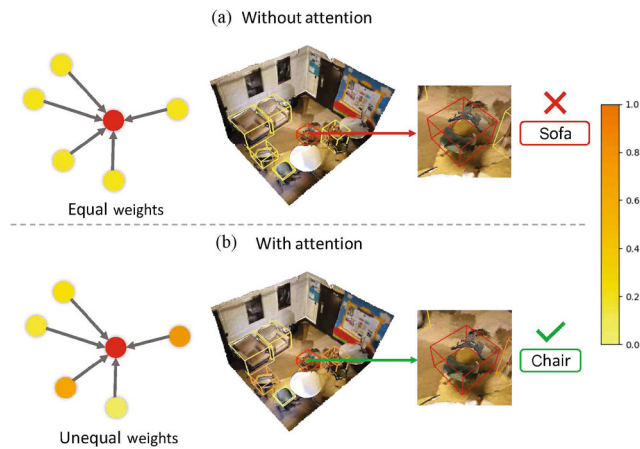 (a) Without attention
Sofa
Equal weights
1.0
0.8
0.6
0.4
0.2
0.0
(b) With attention
Chair
Unequal weights